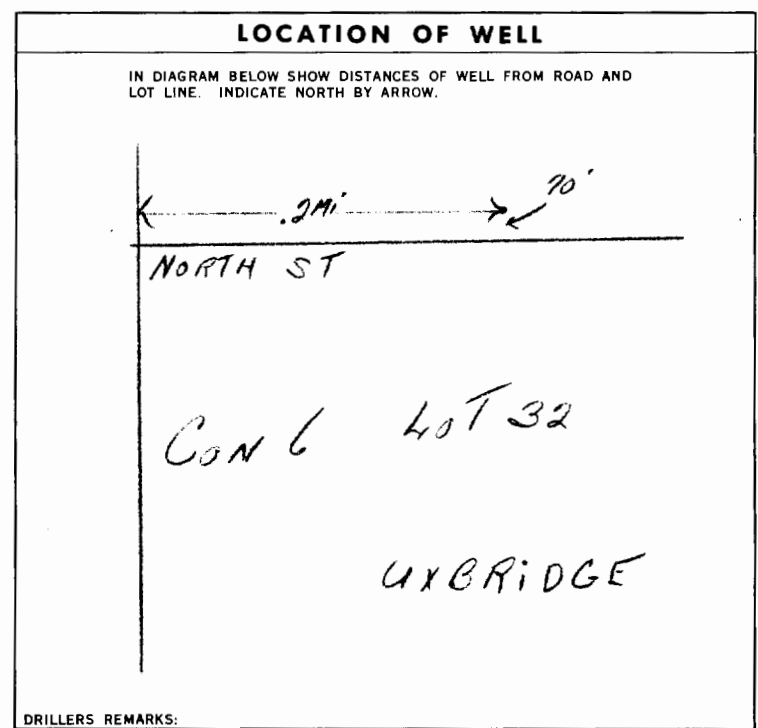 LOCATION OF WELL
IN DIAGRAM BELOW SHOW DISTANCES OF WELL FROM ROAD AND
LOT LINE. INDICATE NORTH BY ARROW.
.2Mi
70'
NORTH ST
CON 6 LOT 32
UXBRIDGE
DRILLERS REMARKS: